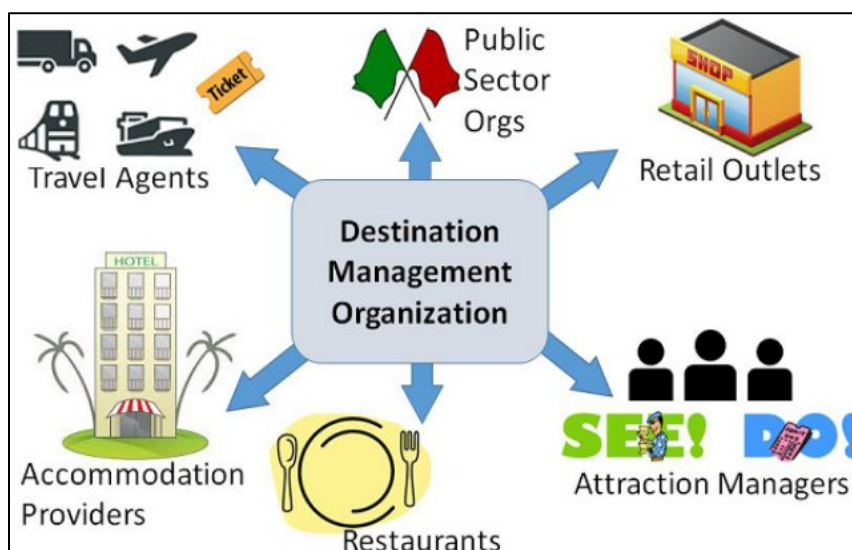 Ticket
Travel Agents
Public
Sector
Orgs
SHOP
Retail Outlets
Destination
Management
Organization
HOTEL
Accommodation
Providers
Restaurants
SEE! DO!
Attraction Managers